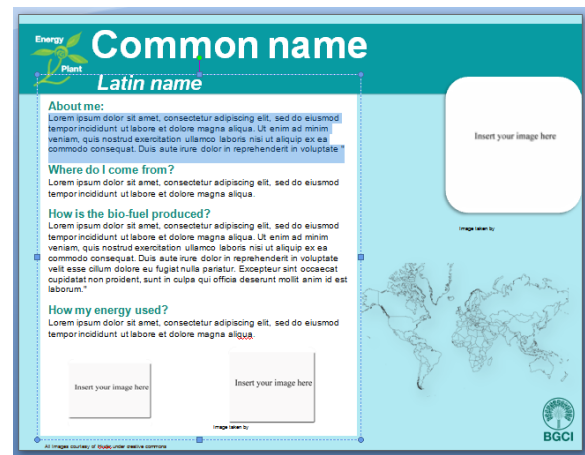 Energy
Plant
Common name
Latin name
About me:
Lorem ipsum dolor sit amet, consectetur adipiscing elit, sed do eiusmod
temporincididunt ut labore et dolore magna aliqua. Ut enim ad minim
veniam, quis nostrud exercitation ullamco laboris nisi ut aliquip ex ea
commodo consequat. Duis aute irure dolor in reprehenderit in voluptate "
Where do I come from?
Lorem ipsum dolor sit amet, consectetur adipiscing elit, sed do eiusmod
temporincididunt ut labore et dolore magna aliqua.
How is the bio-fuel produced?
Lorem ipsum dolor sit amet, consectetur adipiscing elit, sed do eiusmod
temporincididunt ut labore et dolore magna aliqua. Ut enim ad minim
veniam, quis nostrud exercitation ullamco laboris nisi ut aliquip ex ea
commodo consequat. Duis aute irure dolor in reprehenderit in voluptate
velit esse cillum dolore eu fugiat nulla pariatur. Excepteur sint occaecat
cupidatat non proident, sunt in culpa qui officia deserunt mollit anim id est
laborum."
How my energy used?
Lorem ipsum dolor sit amet, consectetur adipiscing elit, sed do eiusmod
temporincididunt ut labore et dolore magna aliqua.
Insert your image here
Insert your image here
Image taken by
All Images courtesy of flickr, under creative commons
Insert your image here
Image taken by
BGCI